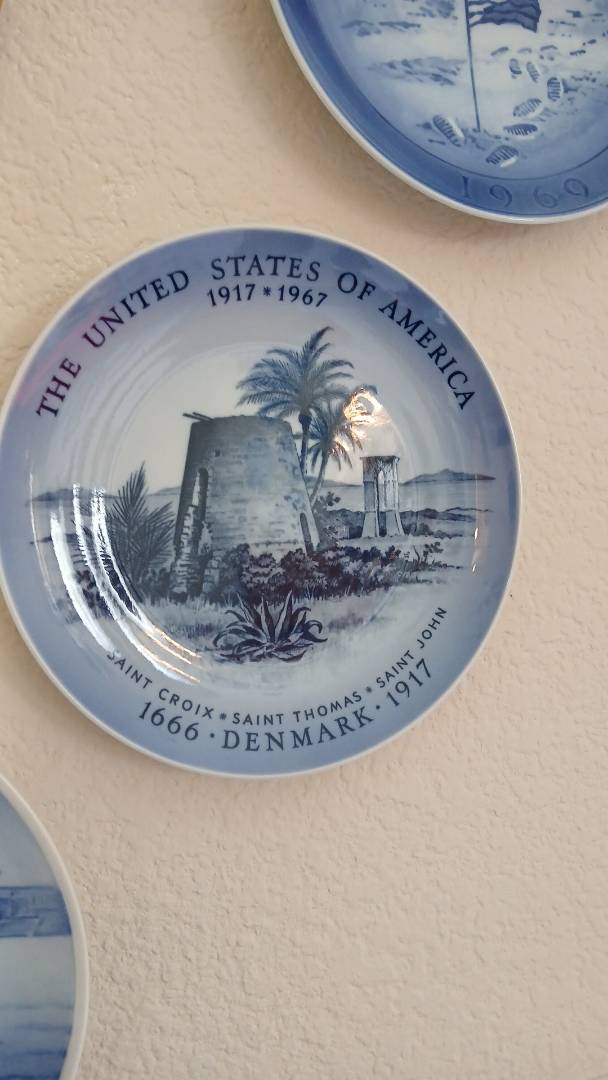 1969
THE UNITED STATES OF AMERICA
1917 * 1967
SAINT CROIX * SAINT THOMAS * SAINT JOHN
1666 · DENMARK · 1917